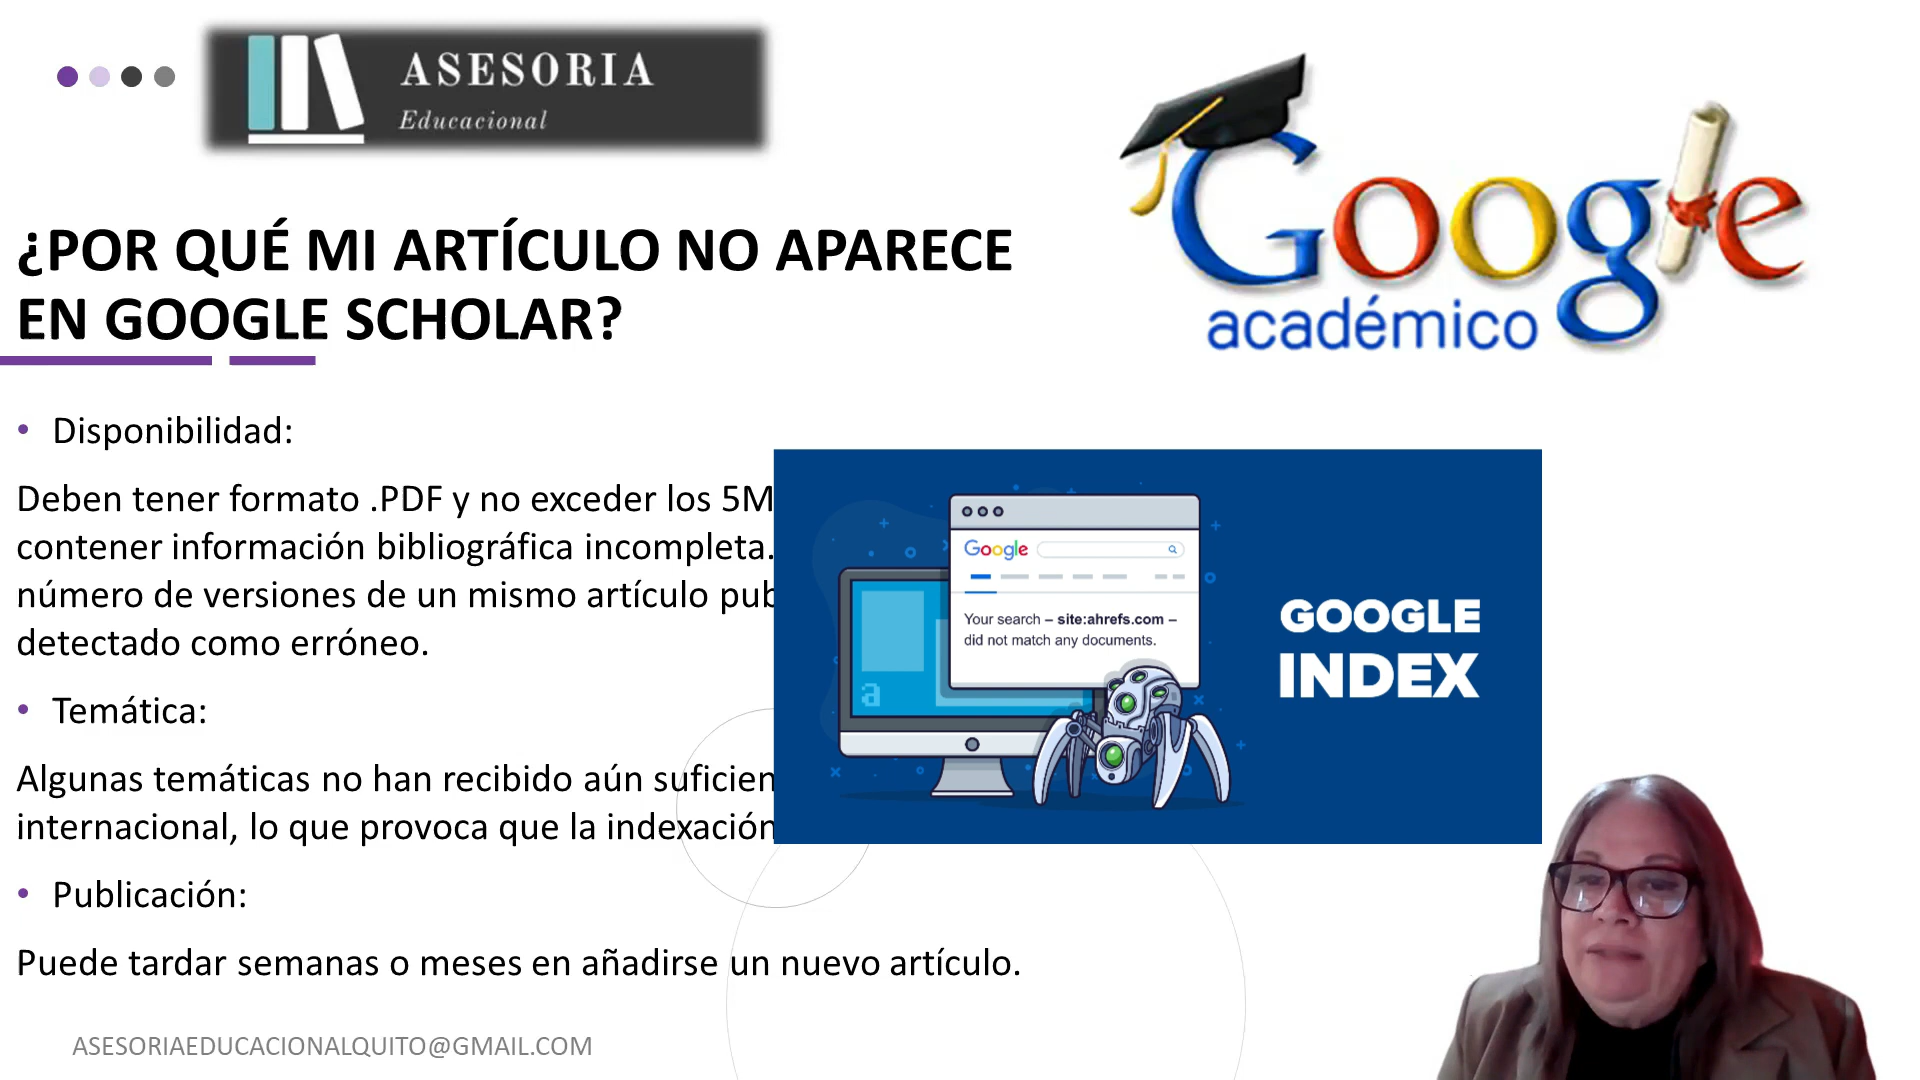 ASESORIA
Educacional
Google
académico
¿POR QUÉ MI ARTÍCULO NO APARECE
EN GOOGLE SCHOLAR?
• Disponibilidad:
Deben tener formato .PDF y no exceder los 5M
contener información bibliográfica incompleta.
número de versiones de un mismo artículo pub
detectado como erróneo.
• Temática:
Algunas temáticas no han recibido aún suficien
internacional, lo que provoca que la indexación
• Publicación:
Puede tardar semanas o meses en añadirse un nuevo artículo.
Google
Your search – site:ahrefs.com –
did not match any documents.
a
GOOGLE
INDEX
ASESORIAEDUCACIONALQUITO@GMAIL.COM